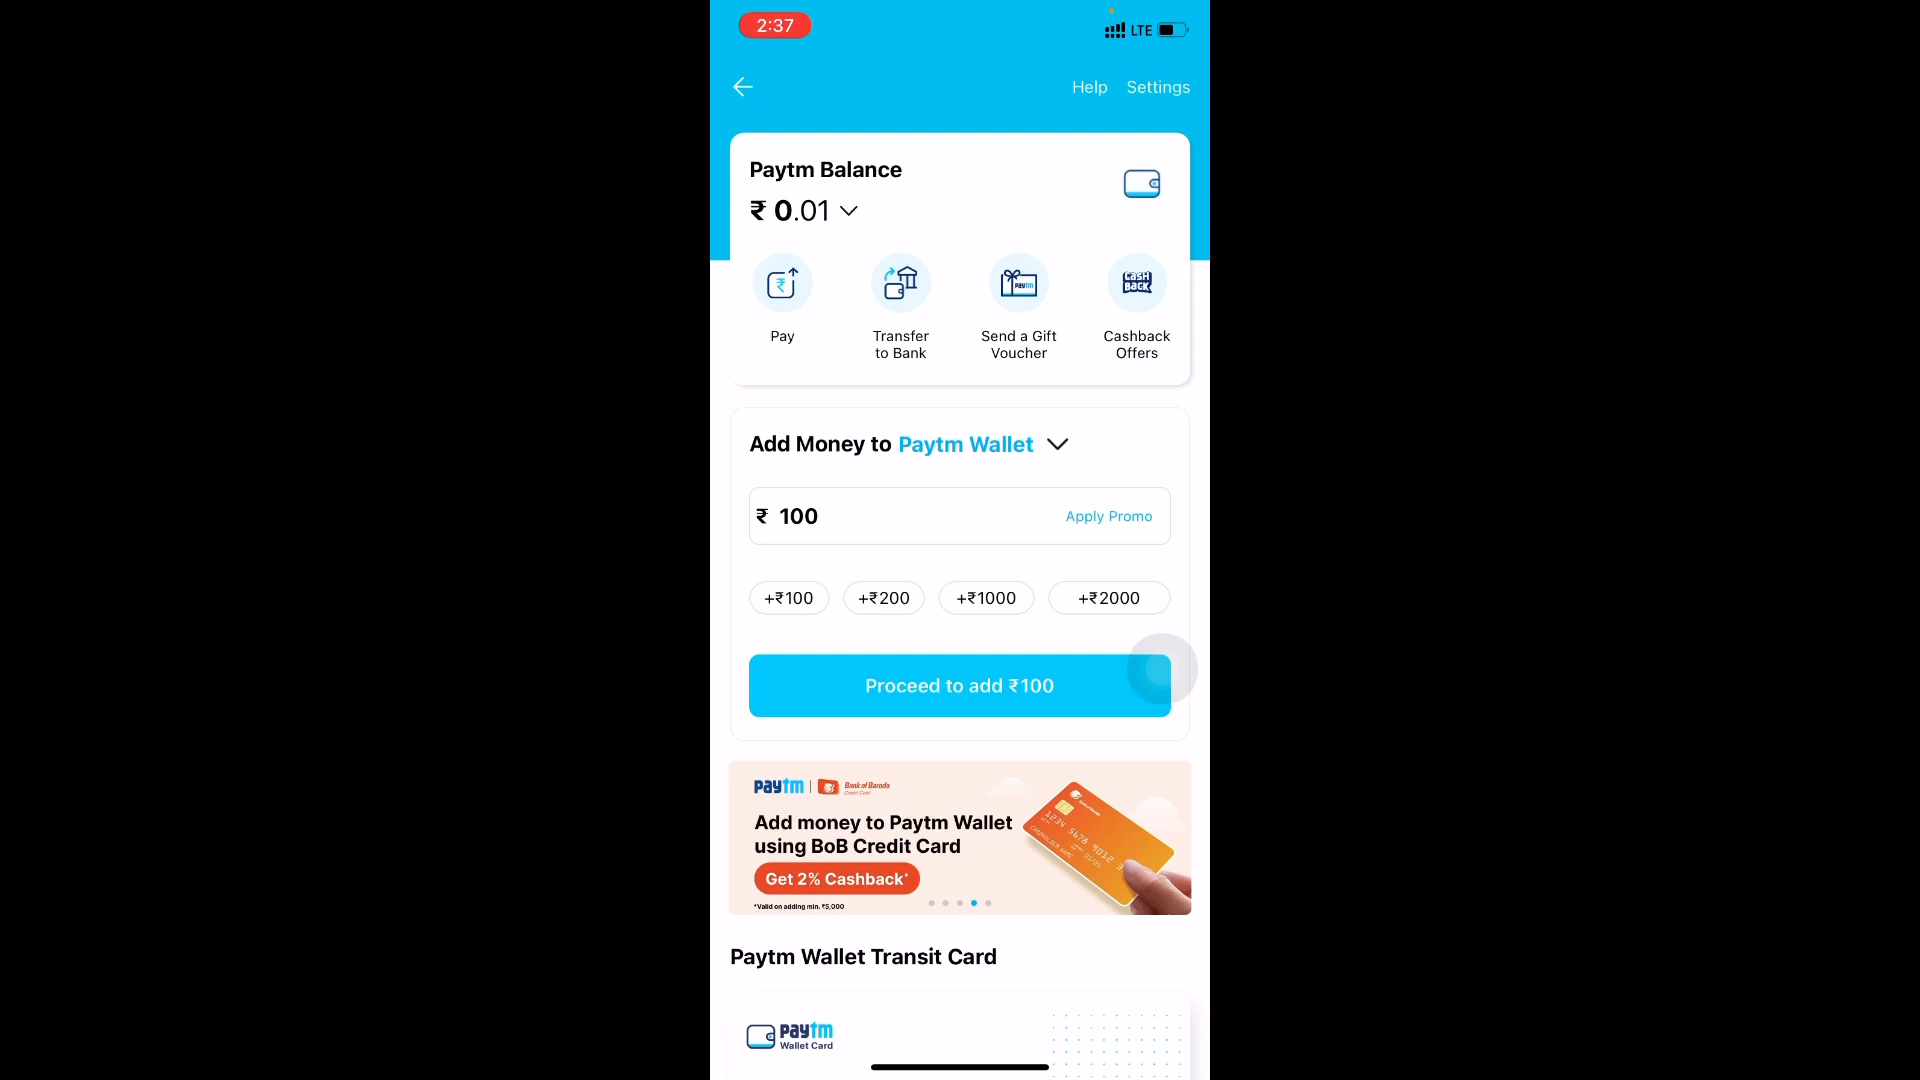 2:37
LTE
Help Settings
Paytm Balance
₹ 0.01
Pay
Transfer
to Bank
Send a Gift
Voucher
Cashback
Offers
Add Money to Paytm Wallet
₹ 100 Apply Promo
+₹100 +₹200 +₹1000 +₹2000
Proceed to add ₹100
paytm | Bank of Baroda
Credit Card
Add money to Paytm Wallet
using BoB Credit Card
Get 2% Cashback*
*Valid on adding min. ₹5,000
Paytm Wallet Transit Card
paytm
Wallet Card